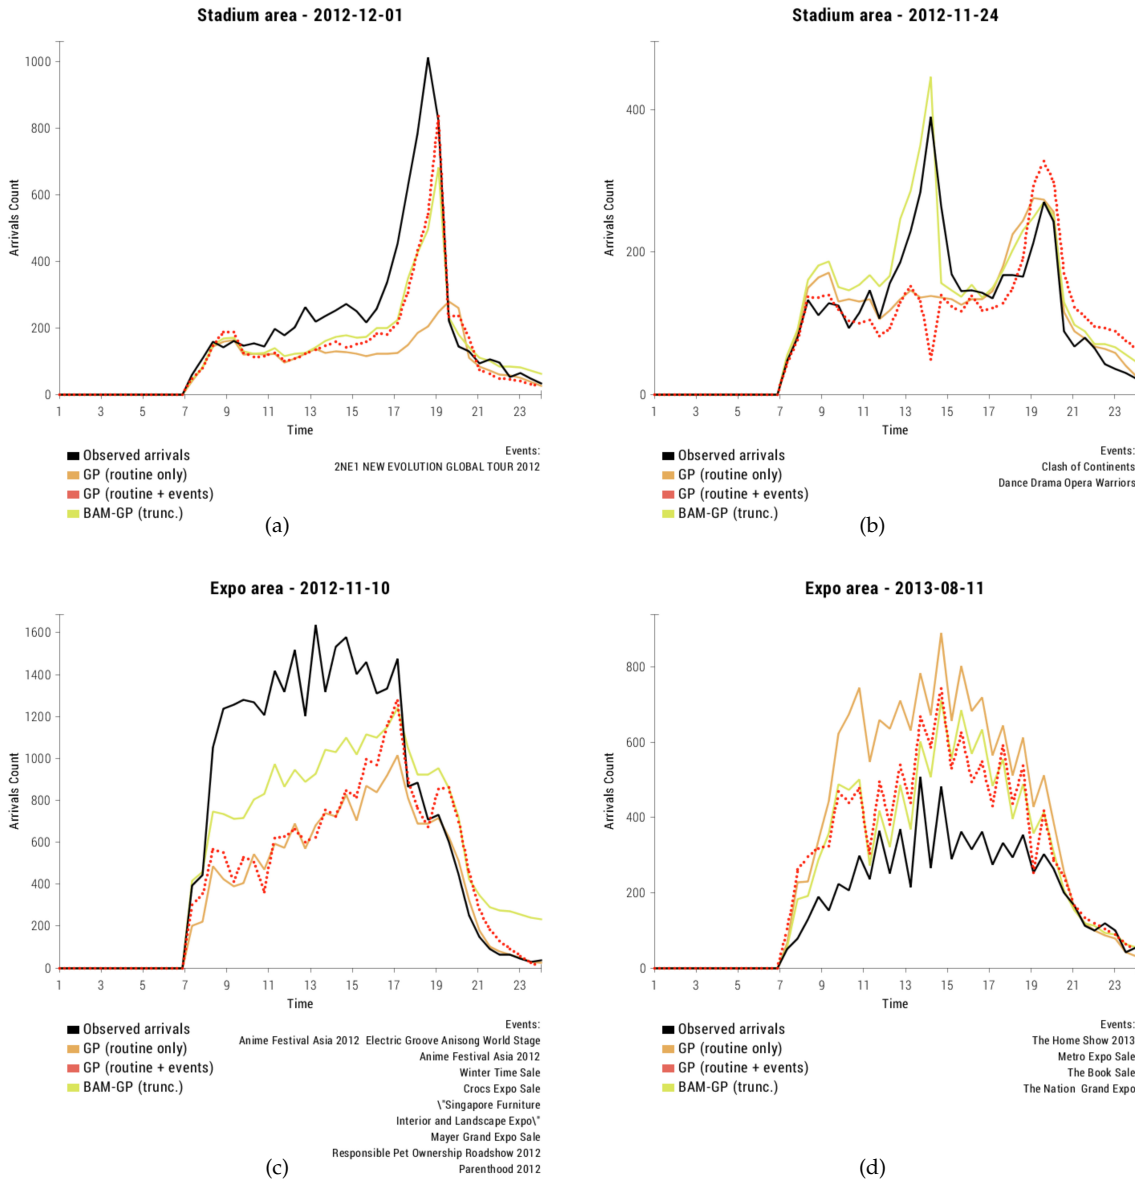 Stadium area - 2012-12-01
1000
800
600
400
200
0
Arrivals Count
1 3 5 7 9 11 13 15 17 19 21 23
Time
Observed arrivals
GP (routine only)
GP (routine + events)
BAM-GP (trunc.)
Events:
2NE1 NEW EVOLUTION GLOBAL TOUR 2012
(a)
Stadium area - 2012-11-24
400
200
0
Arrivals Count
1 3 5 7 9 11 13 15 17 19 21 23
Time
Observed arrivals
GP (routine only)
GP (routine + events)
BAM-GP (trunc.)
Events:
Clash of Continents
Dance Drama Opera Warriors
(b)
Expo area - 2012-11-10
1600
1400
1200
1000
800
600
400
200
0
Arrivals Count
1 3 5 7 9 11 13 15 17 19 21 23
Time
Observed arrivals
GP (routine only)
GP (routine + events)
BAM-GP (trunc.)
Events:
Anime Festival Asia 2012 Electric Groove Anisong World Stage
Anime Festival Asia 2012
Winter Time Sale
Crocs Expo Sale
\"Singapore Furniture
Interior and Landscape Expo\"
Mayer Grand Expo Sale
Responsible Pet Ownership Roadshow 2012
Parenthood 2012
(c)
Expo area - 2013-08-11
800
600
400
200
0
Arrivals Count
1 3 5 7 9 11 13 15 17 19 21 23
Time
Observed arrivals
GP (routine only)
GP (routine + events)
BAM-GP (trunc.)
Events:
The Home Show 2013
Metro Expo Sale
The Book Sale
The Nation Grand Expo
(d)